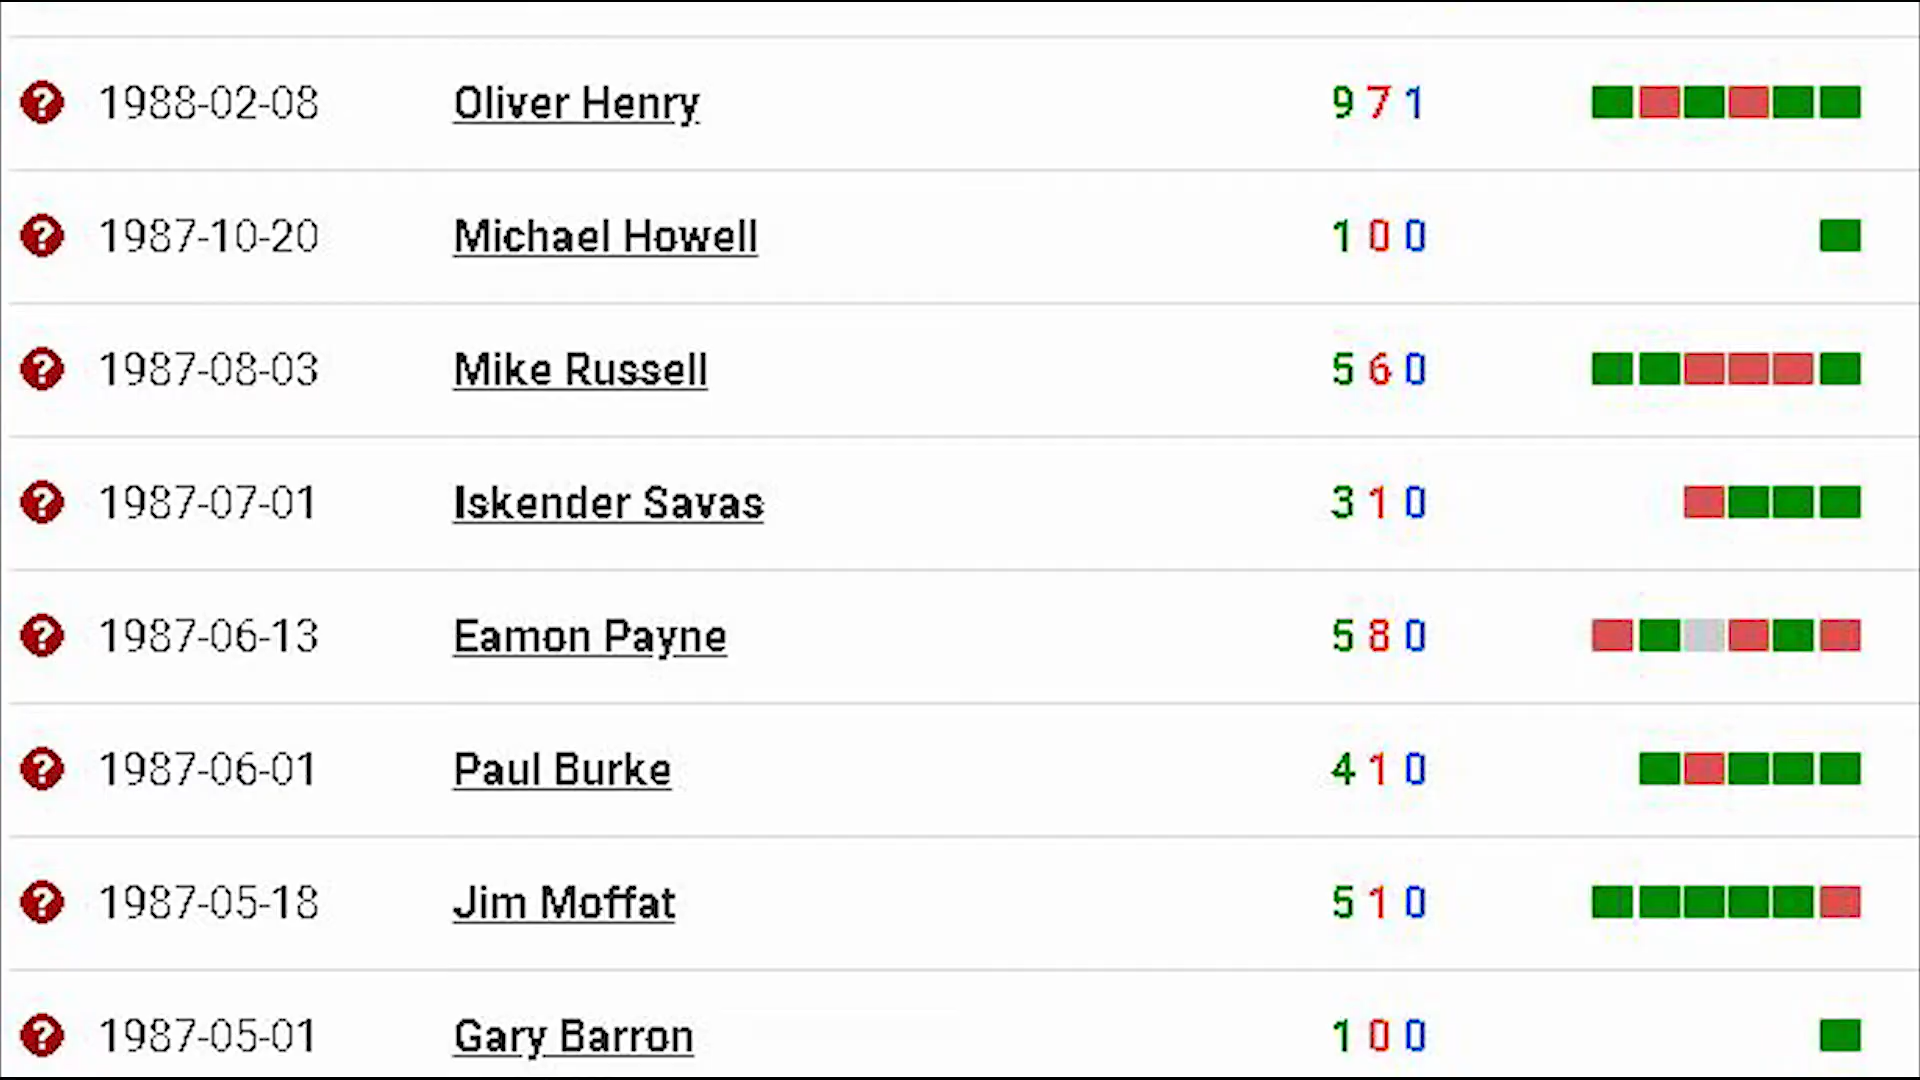 ? 1988-02-08 Oliver Henry 9 7 1
? 1987-10-20 Michael Howell 1 0 0
? 1987-08-03 Mike Russell 5 6 0
? 1987-07-01 Iskender Savas 3 1 0
? 1987-06-13 Eamon Payne 5 8 0
? 1987-06-01 Paul Burke 4 1 0
? 1987-05-18 Jim Moffat 5 1 0
? 1987-05-01 Gary Barron 1 0 0